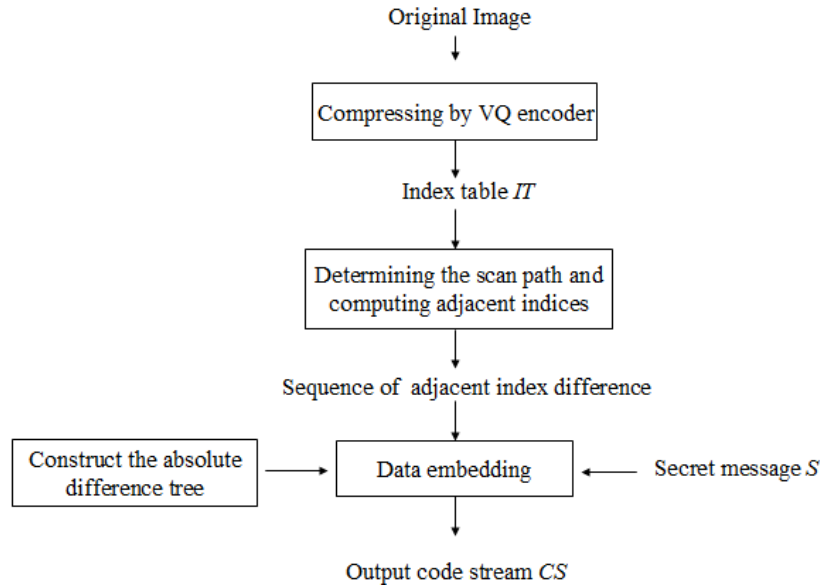 Original Image
Compressing by VQ encoder
Index table IT
Determining the scan path and
computing adjacent indices
Sequence of adjacent index difference
Construct the absolute
difference tree
Data embedding
Secret message S
Output code stream CS